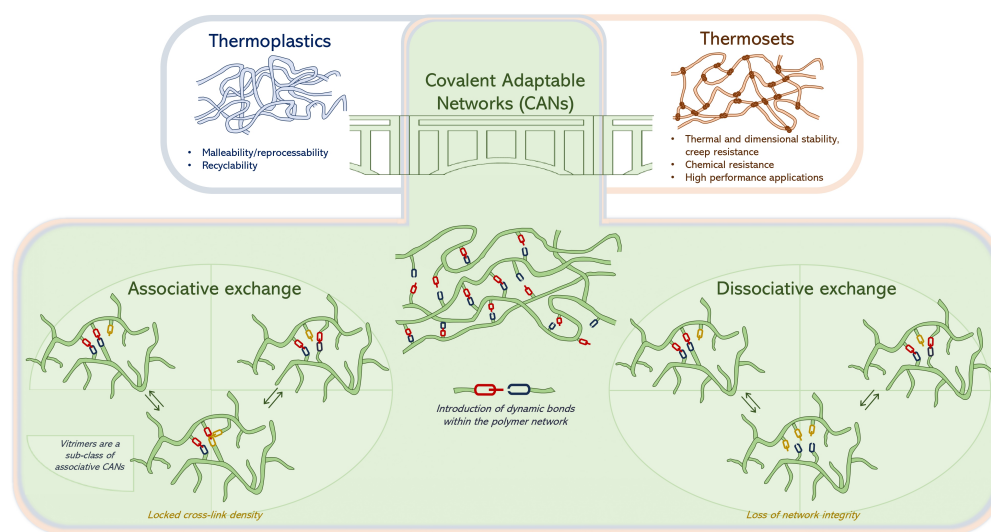 Thermoplastics
• Malleability/reprocessability
• Recyclability
Covalent Adaptable
Networks (CANs)
Thermosets
• Thermal and dimensional stability,
creep resistance
• Chemical resistance
• High performance applications
Associative exchange
Vitrimers are a
sub-class of
associative CANs
Locked cross-link density
Introduction of dynamic bonds
within the polymer network
Dissociative exchange
Loss of network integrity